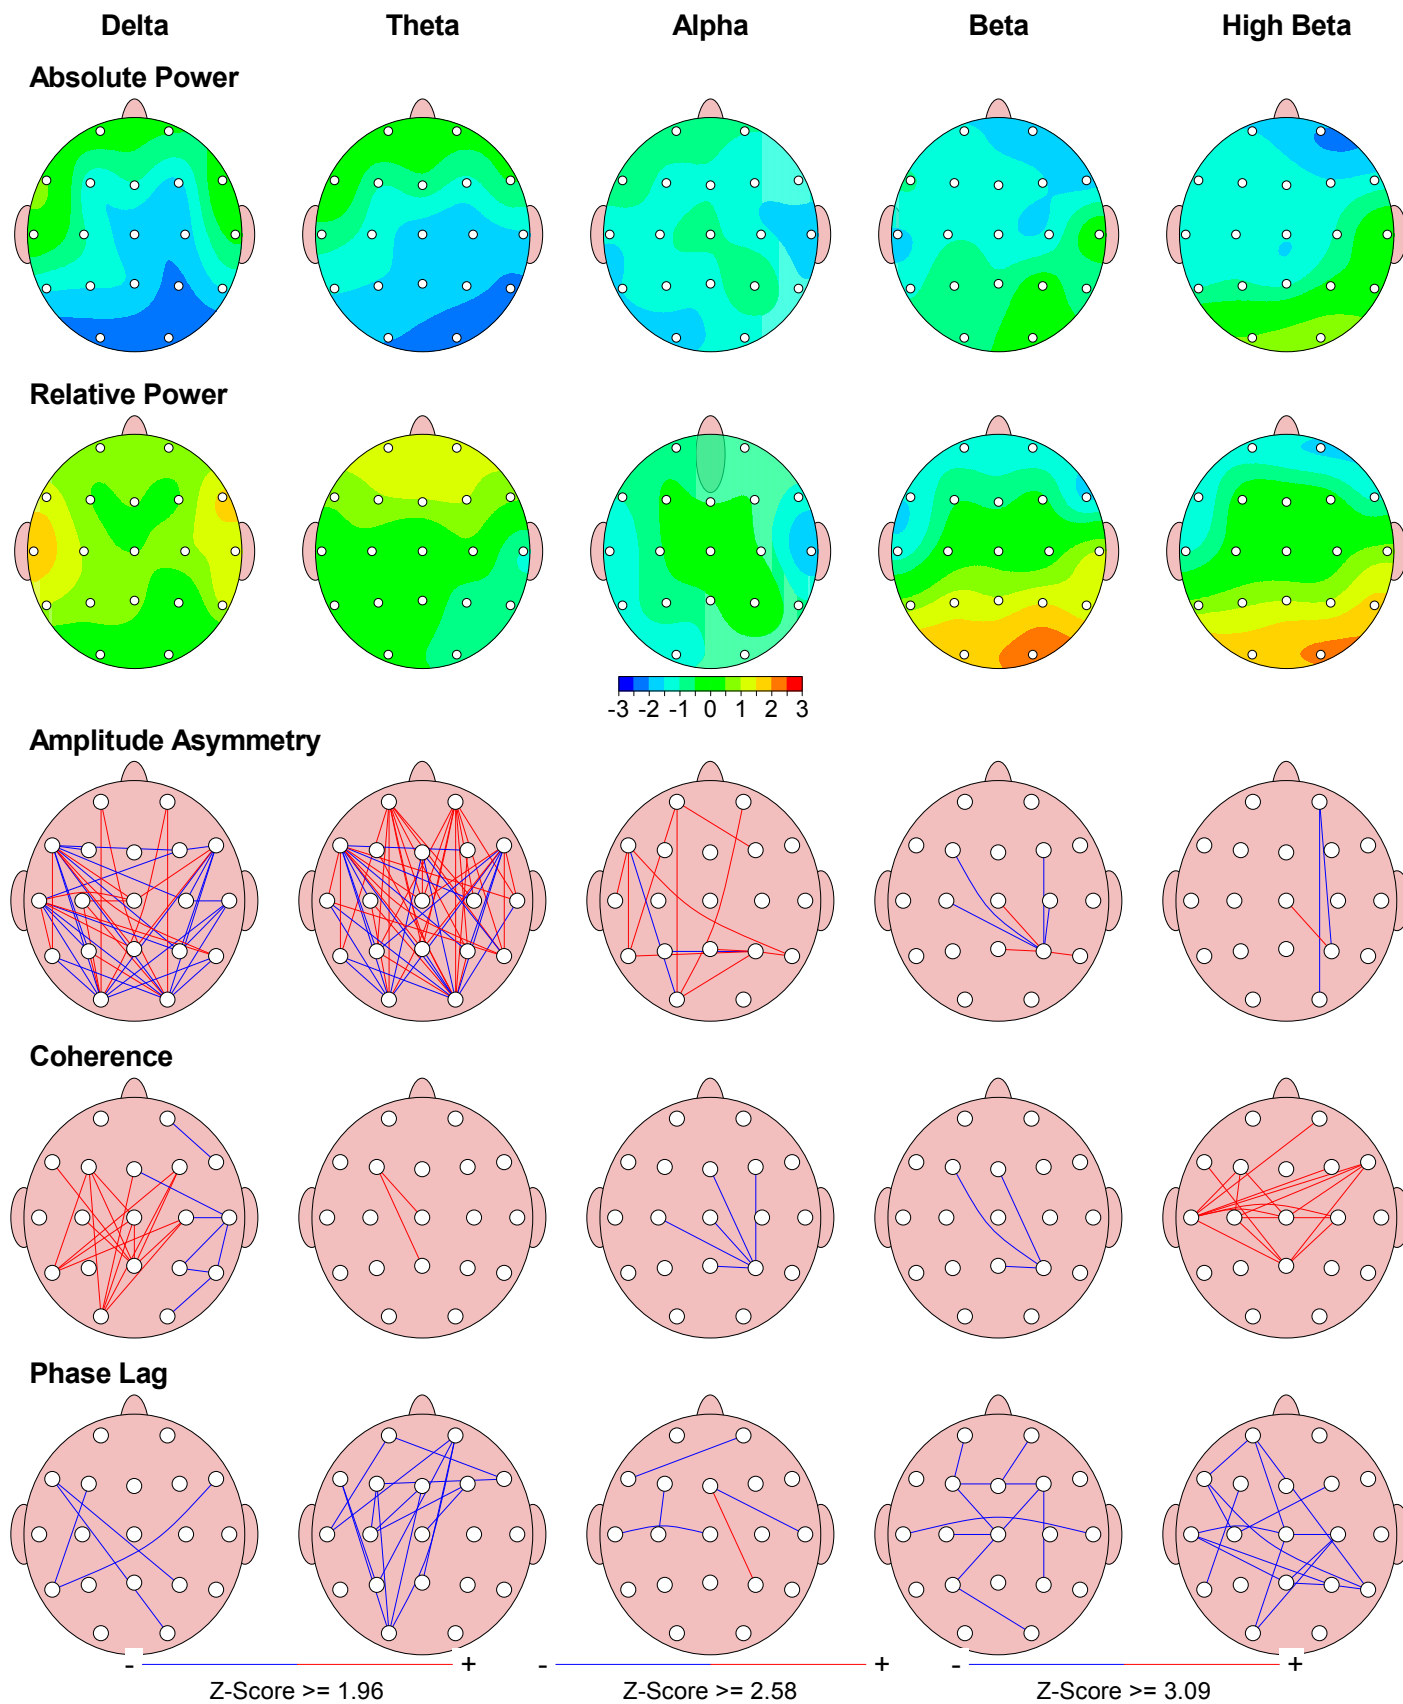 Delta Theta Alpha Beta High Beta
Absolute Power
Relative Power
-3 -2 -1 0 1 2 3
Amplitude Asymmetry
Coherence
Phase Lag
- + - + - +
Z-Score >= 1.96 Z-Score >= 2.58 Z-Score >= 3.09